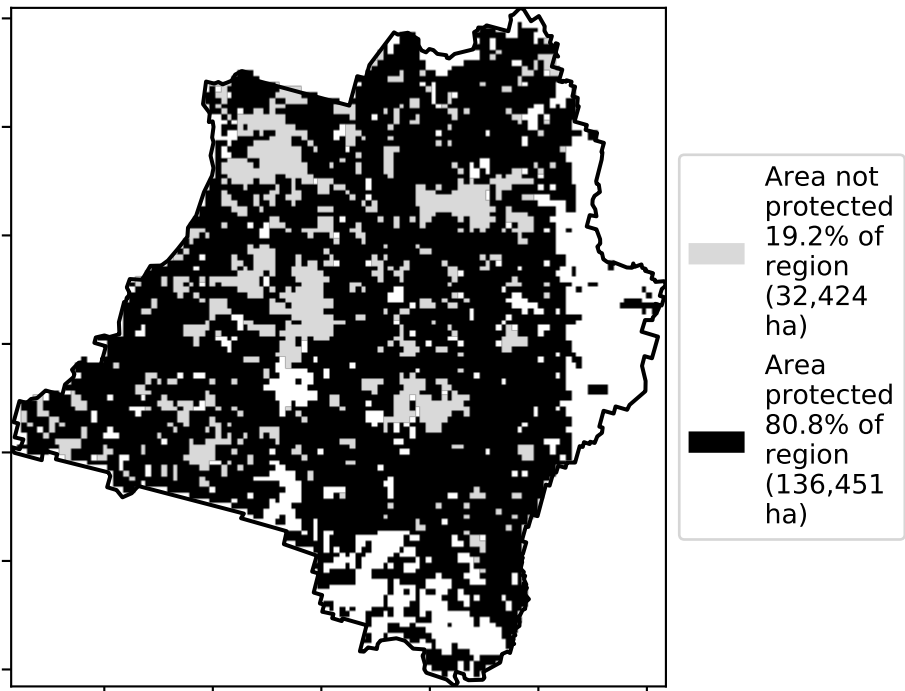 Area not
protected
19.2% of
region
(32,424
ha)
Area
protected
80.8% of
region
(136,451
ha)